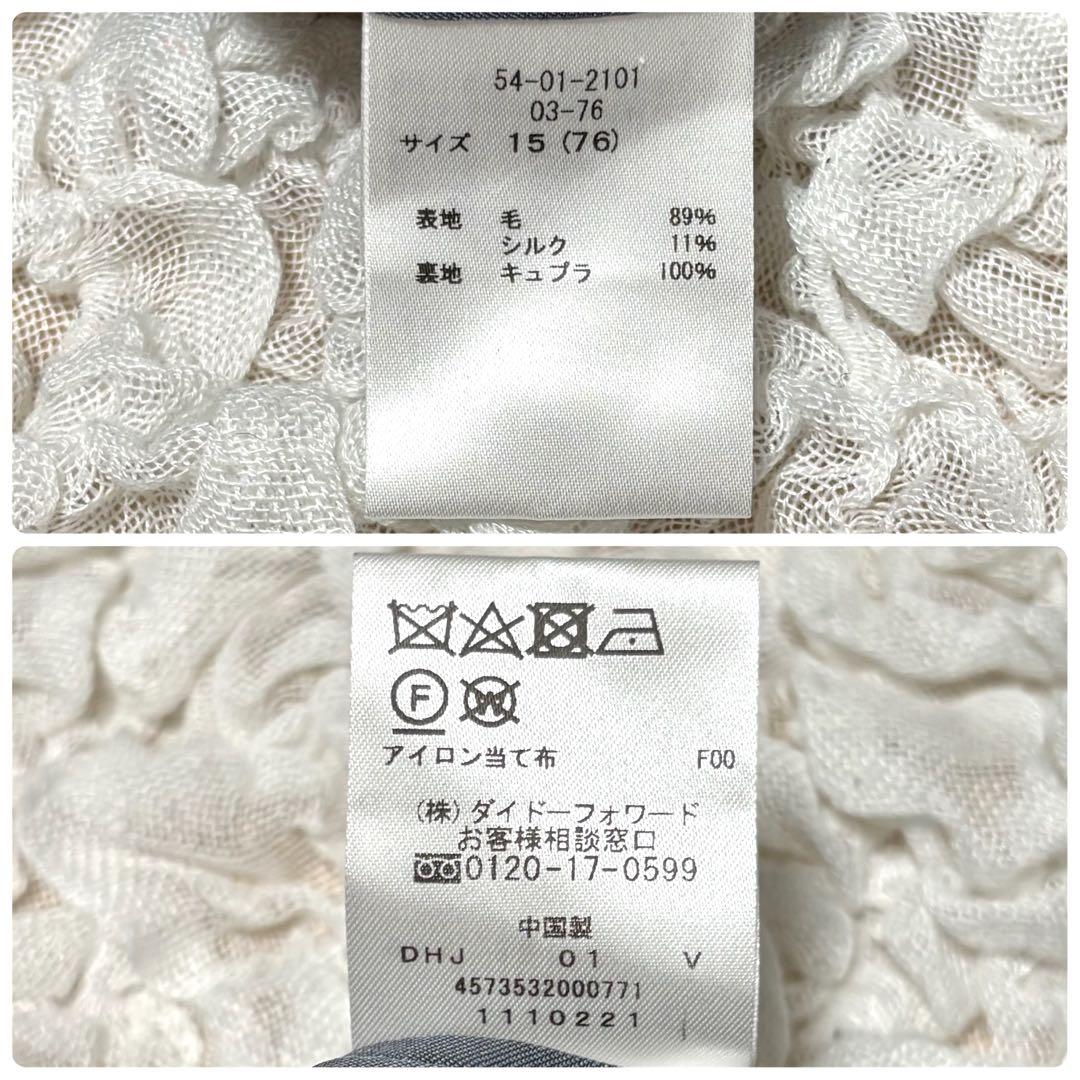 54-01-2101
03-76
サイズ 15 (76)
表地 毛 89%
シルク 11%
裏地 キュプラ 100%
F W
アイロン当て布 F00
(株)ダイドーフォワード
お客様相談窓口
0120-17-0599
中国製
DHJ 01 V
4573532000771
1110221